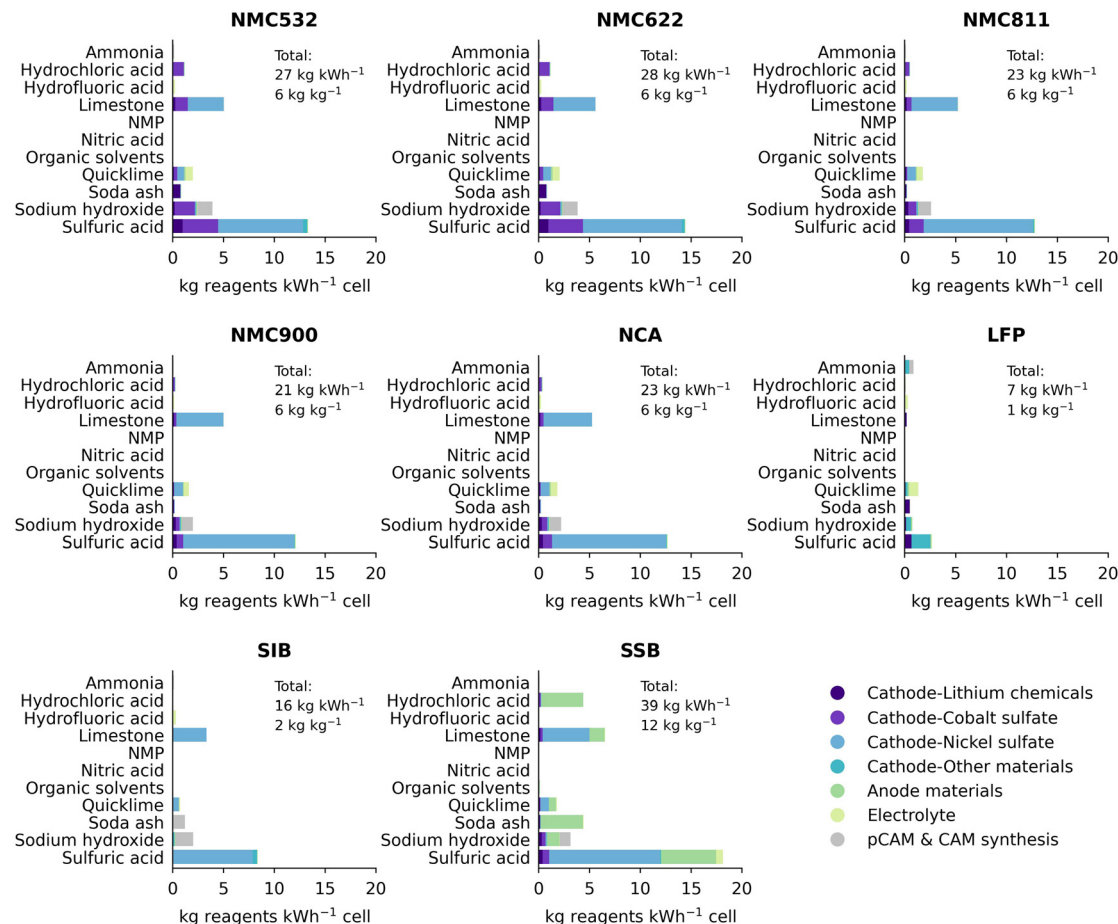 NMC532
Ammonia
Hydrochloric acid
Hydrofluoric acid
Limestone
NMP
Nitric acid
Organic solvents
Quicklime
Soda ash
Sodium hydroxide
Sulfuric acid
Total:
27 kg kWh⁻¹
6 kg kg⁻¹
0 5 10 15 20
kg reagents kWh⁻¹ cell
NMC622
Ammonia
Hydrochloric acid
Hydrofluoric acid
Limestone
NMP
Nitric acid
Organic solvents
Quicklime
Soda ash
Sodium hydroxide
Sulfuric acid
Total:
28 kg kWh⁻¹
6 kg kg⁻¹
0 5 10 15 20
kg reagents kWh⁻¹ cell
NMC811
Ammonia
Hydrochloric acid
Hydrofluoric acid
Limestone
NMP
Nitric acid
Organic solvents
Quicklime
Soda ash
Sodium hydroxide
Sulfuric acid
Total:
23 kg kWh⁻¹
6 kg kg⁻¹
0 5 10 15 20
kg reagents kWh⁻¹ cell
NMC900
Ammonia
Hydrochloric acid
Hydrofluoric acid
Limestone
NMP
Nitric acid
Organic solvents
Quicklime
Soda ash
Sodium hydroxide
Sulfuric acid
Total:
21 kg kWh⁻¹
6 kg kg⁻¹
0 5 10 15 20
kg reagents kWh⁻¹ cell
NCA
Ammonia
Hydrochloric acid
Hydrofluoric acid
Limestone
NMP
Nitric acid
Organic solvents
Quicklime
Soda ash
Sodium hydroxide
Sulfuric acid
Total:
23 kg kWh⁻¹
6 kg kg⁻¹
0 5 10 15 20
kg reagents kWh⁻¹ cell
LFP
Ammonia
Hydrochloric acid
Hydrofluoric acid
Limestone
NMP
Nitric acid
Organic solvents
Quicklime
Soda ash
Sodium hydroxide
Sulfuric acid
Total:
7 kg kWh⁻¹
1 kg kg⁻¹
0 5 10 15 20
kg reagents kWh⁻¹ cell
SIB
Ammonia
Hydrochloric acid
Hydrofluoric acid
Limestone
NMP
Nitric acid
Organic solvents
Quicklime
Soda ash
Sodium hydroxide
Sulfuric acid
Total:
16 kg kWh⁻¹
2 kg kg⁻¹
0 5 10 15 20
kg reagents kWh⁻¹ cell
SSB
Ammonia
Hydrochloric acid
Hydrofluoric acid
Limestone
NMP
Nitric acid
Organic solvents
Quicklime
Soda ash
Sodium hydroxide
Sulfuric acid
Total:
39 kg kWh⁻¹
12 kg kg⁻¹
0 5 10 15 20
kg reagents kWh⁻¹ cell
Cathode-Lithium chemicals
Cathode-Cobalt sulfate
Cathode-Nickel sulfate
Cathode-Other materials
Anode materials
Electrolyte
pCAM & CAM synthesis